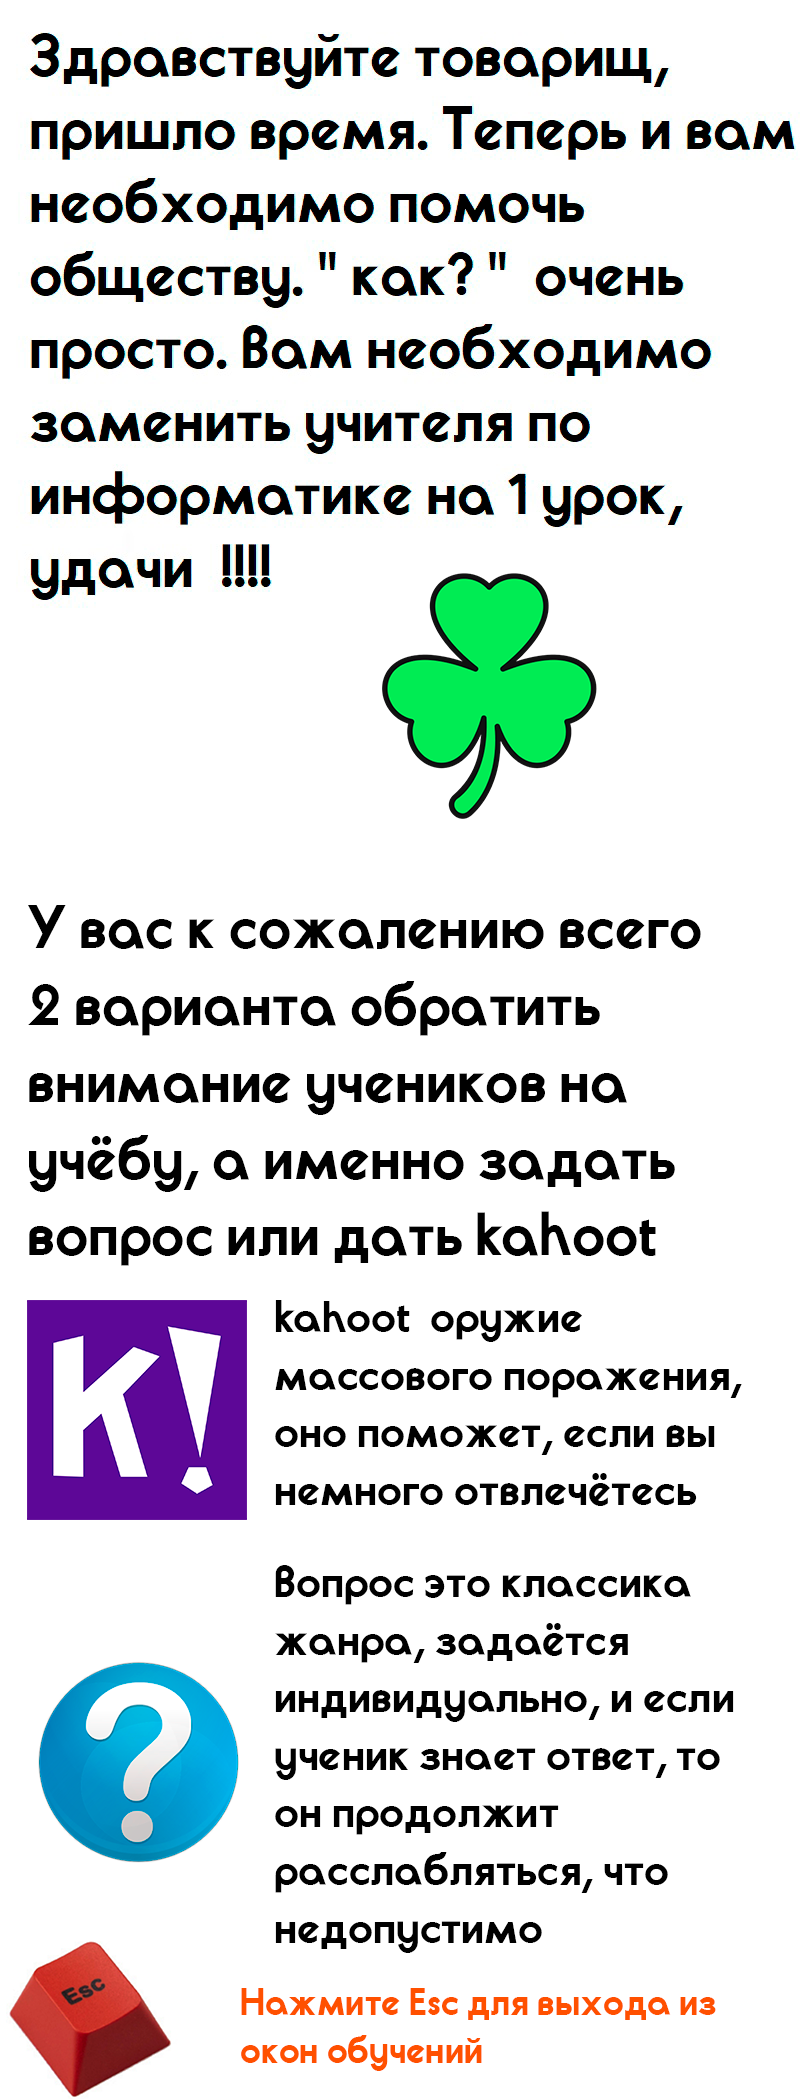 Здравствуйте товарищ,
пришло время. Теперь и вам
необходимо помочь
обществу. " как? "  очень
просто. Вам необходимо
заменить учителя по
информатике на 1 урок,
удачи  !!!!
У вас к сожалению всего
2 варианта обратить
внимание учеников на
учёбу, а именно задать
вопрос или дать kahoot
K!
kahoot  оружие
массового поражения,
оно поможет, если вы
немного отвлечётесь
Вопрос это классика
жанра, задаётся
индивидуально, и если
ученик знает ответ, то
он продолжит
расслабляться, что
недопустимо
?
Esc
Нажмите Esc для выхода из
окон обучений